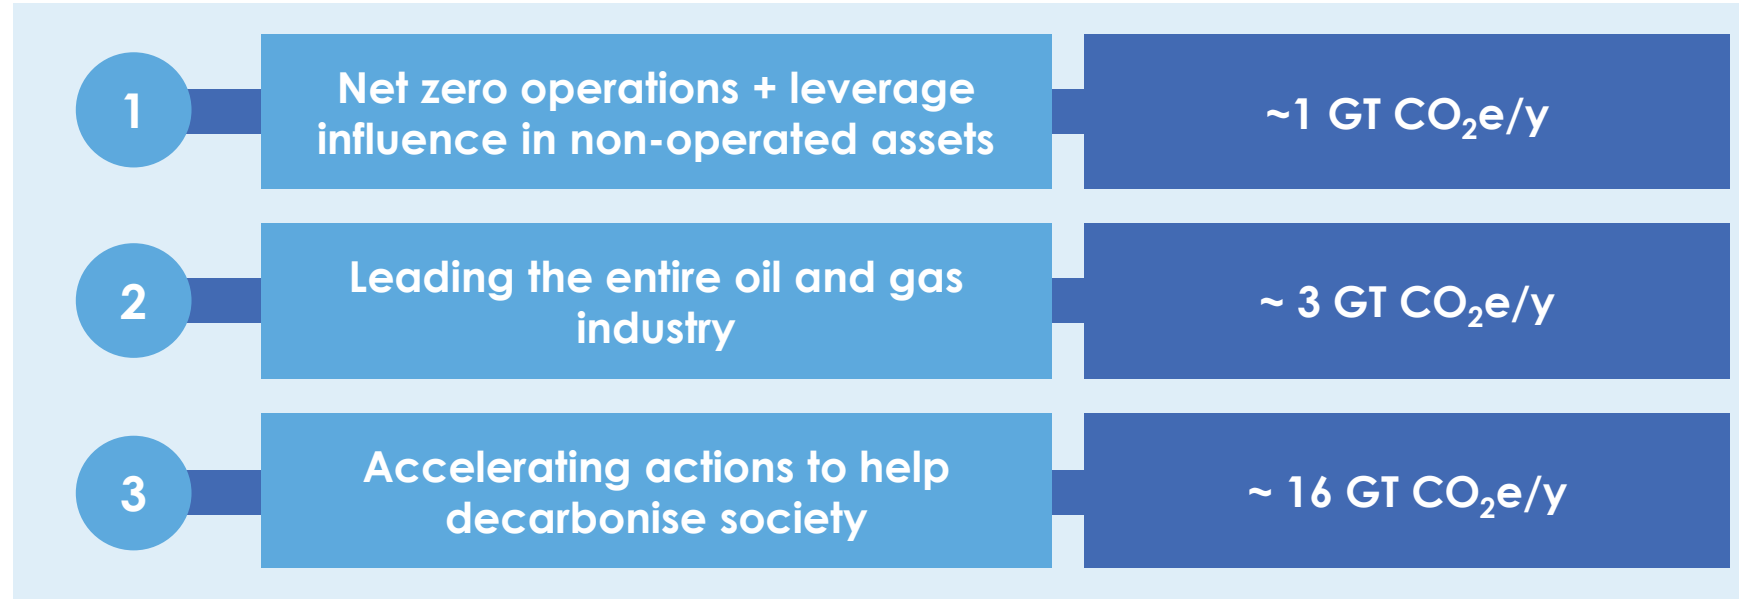 1
Net zero operations + leverage
influence in non-operated assets
~1 GT CO₂e/y
2
Leading the entire oil and gas
industry
~ 3 GT CO₂e/y
3
Accelerating actions to help
decarbonise society
~ 16 GT CO₂e/y